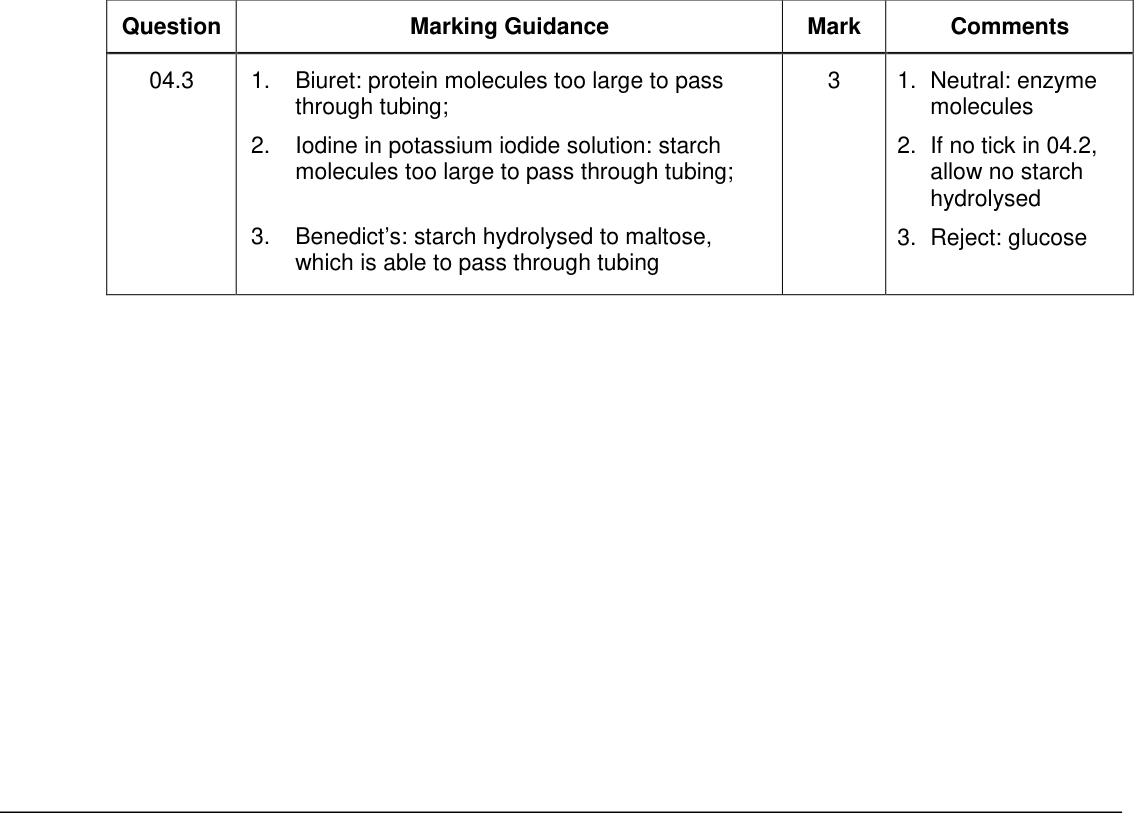 Question Marking Guidance Mark Comments
04.3 1. Biuret: protein molecules too large to pass 3 1. Neutral: enzyme
through tubing; molecules
2. Iodine in potassium iodide solution: starch 2. If no tick in 04.2,
molecules too large to pass through tubing; allow no starch
hydrolysed
3. Benedict’s: starch hydrolysed to maltose, 3. Reject: glucose
which is able to pass through tubing